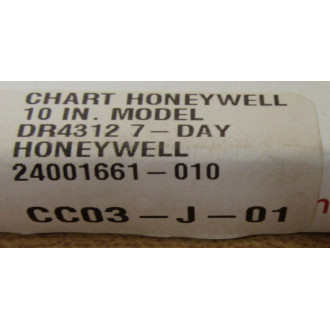 CHART HONEYWELL
10 IN. MODEL
DR4312 7-DAY
HONEYWELL
24001661-010
CC03-J-01